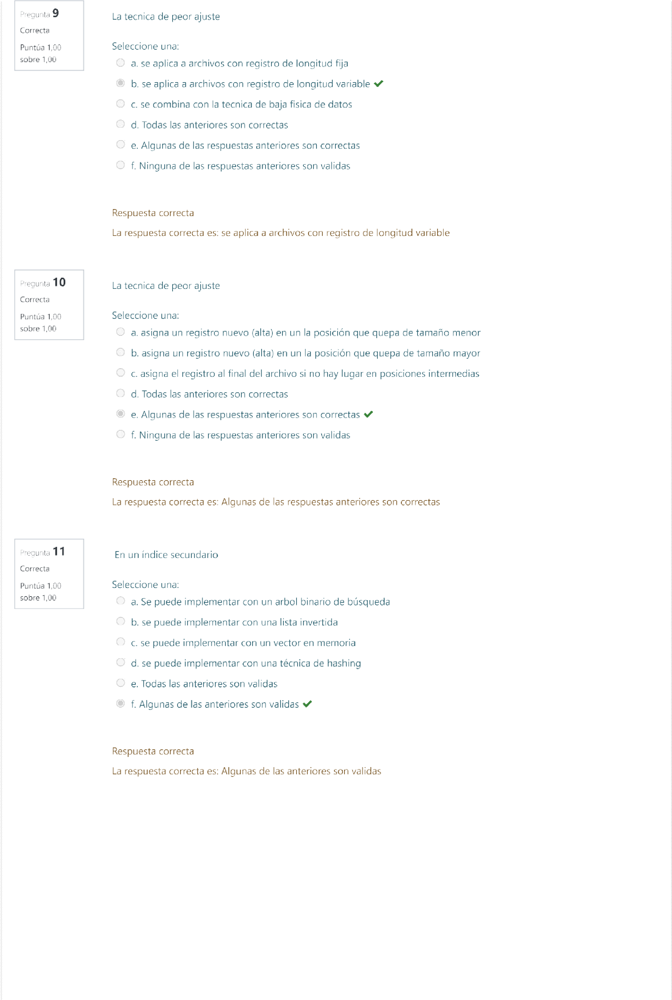 Pregunta 9
Correcta
Puntúa 1,00
sobre 1,00
La tecnica de peor ajuste
Seleccione una:
a. se aplica a archivos con registro de longitud fija
b. se aplica a archivos con registro de longitud variable
c. se combina con la tecnica de baja fisica de datos
d. Todas las anteriores son correctas
e. Algunas de las respuestas anteriores son correctas
f. Ninguna de las respuestas anteriores son validas
Respuesta correcta
La respuesta correcta es: se aplica a archivos con registro de longitud variable
Pregunta 10
Correcta
Puntúa 1,00
sobre 1,00
La tecnica de peor ajuste
Seleccione una:
a. asigna un registro nuevo (alta) en un la posición que quepa de tamaño menor
b. asigna un registro nuevo (alta) en un la posición que quepa de tamaño mayor
c. asigna el registro al final del archivo si no hay lugar en posiciones intermedias
d. Todas las anteriores son correctas
e. Algunas de las respuestas anteriores son correctas
f. Ninguna de las respuestas anteriores son validas
Respuesta correcta
La respuesta correcta es: Algunas de las respuestas anteriores son correctas
Pregunta 11
Correcta
Puntúa 1,00
sobre 1,00
En un índice secundario
Seleccione una:
a. Se puede implementar con un arbol binario de búsqueda
b. se puede implementar con una lista invertida
c. se puede implementar con un vector en memoria
d. se puede implementar con una técnica de hashing
e. Todas las anteriores son validas
f. Algunas de las anteriores son validas
Respuesta correcta
La respuesta correcta es: Algunas de las anteriores son validas